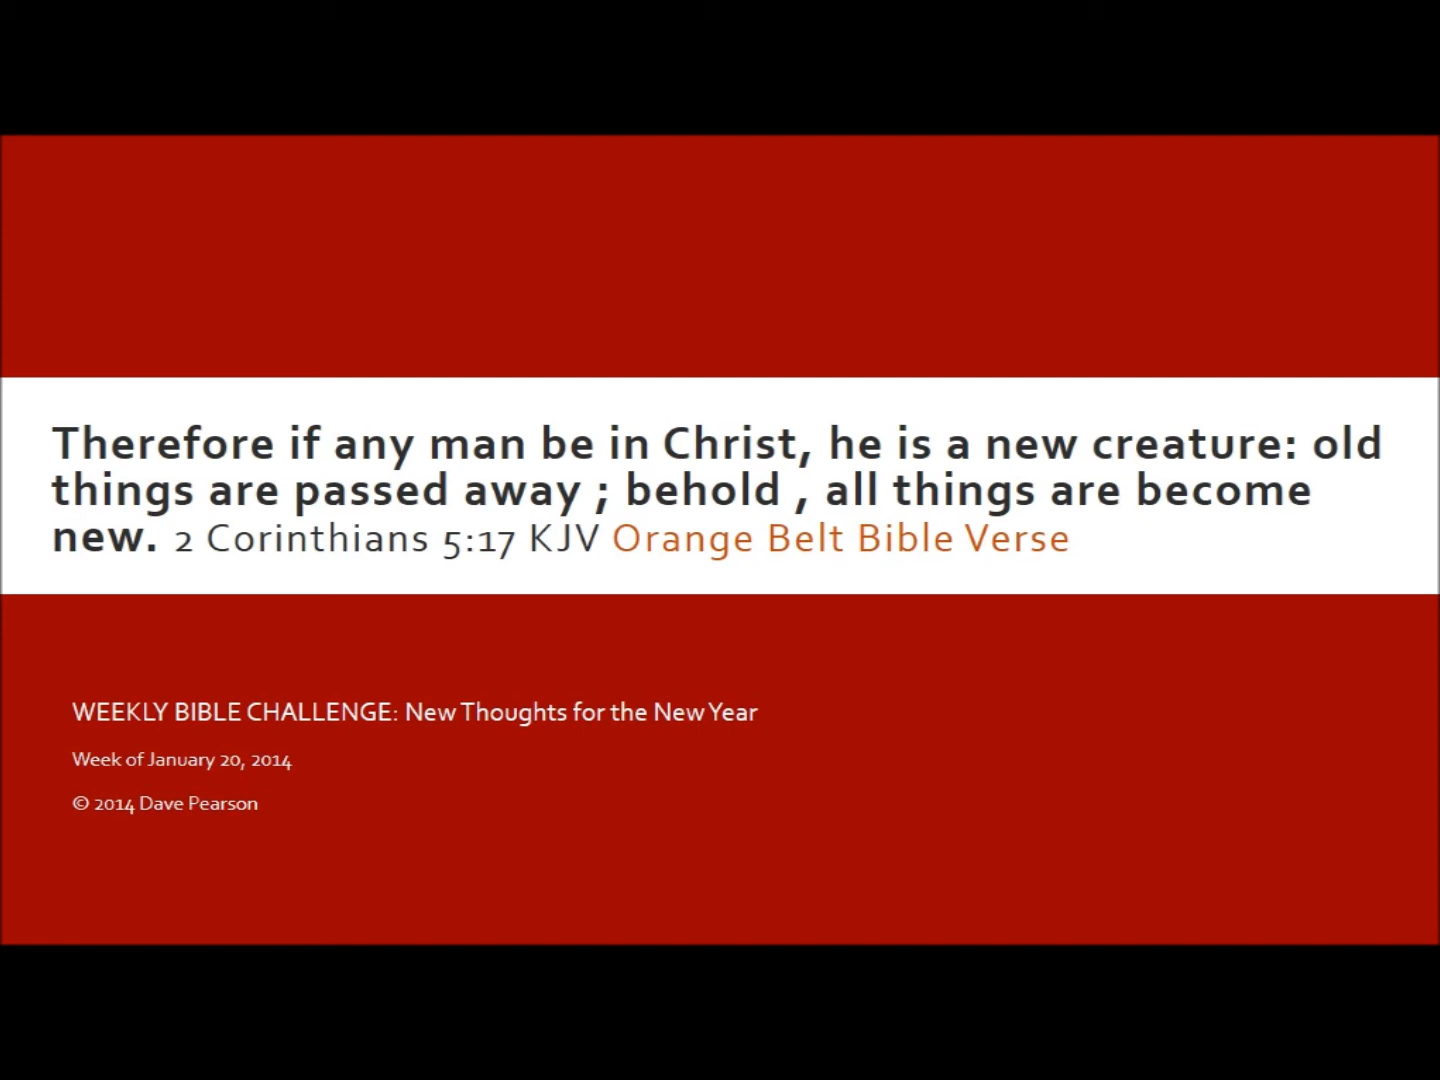 Therefore if any man be in Christ, he is a new creature: old
things are passed away ; behold , all things are become
new. 2 Corinthians 5:17 KJV Orange Belt Bible Verse
WEEKLY BIBLE CHALLENGE: New Thoughts for the New Year
Week of January 20, 2014
© 2014 Dave Pearson